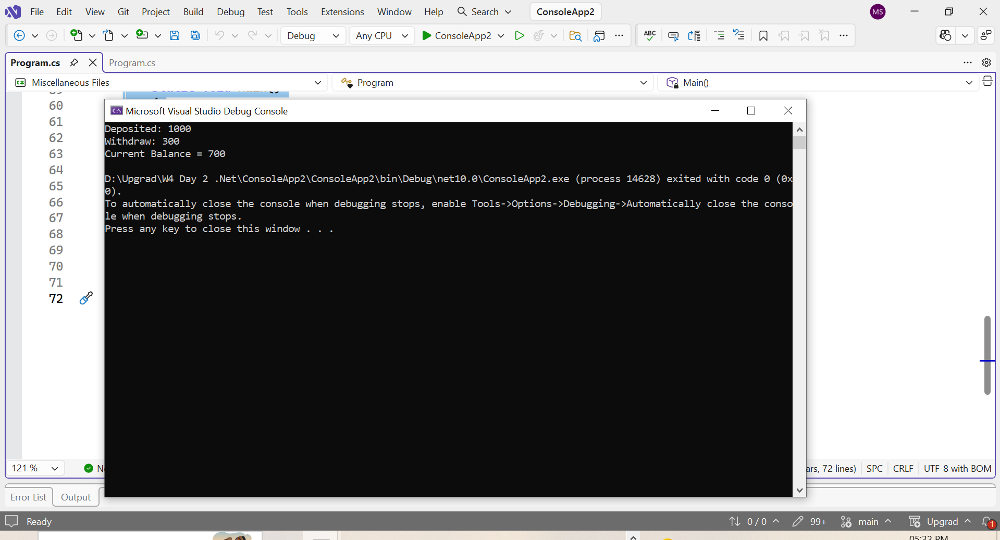 File Edit View Git Project Build Debug Test Tools Extensions Window Help Search ConsoleApp2 MS
Debug Any CPU ConsoleApp2 ABC
Program.cs Program.cs
C# Miscellaneous Files Program Main()
60
61
62
63
64
65
66
67
68
69
70
71
72
C:\ Microsoft Visual Studio Debug Console
Deposited: 1000
Withdraw: 300
Current Balance = 700
D:\Upgrad\W4 Day 2 .Net\ConsoleApp2\ConsoleApp2\bin\Debug\net10.0\ConsoleApp2.exe (process 14628) exited with code 0 (0x
0).
To automatically close the console when debugging stops, enable Tools->Options->Debugging->Automatically close the conso
le when debugging stops.
Press any key to close this window . . .
121 % ars, 72 lines) SPC CRLF UTF-8 with BOM
Error List Output
Ready 0 / 0 99+ main Upgrad 1
05:32 PM